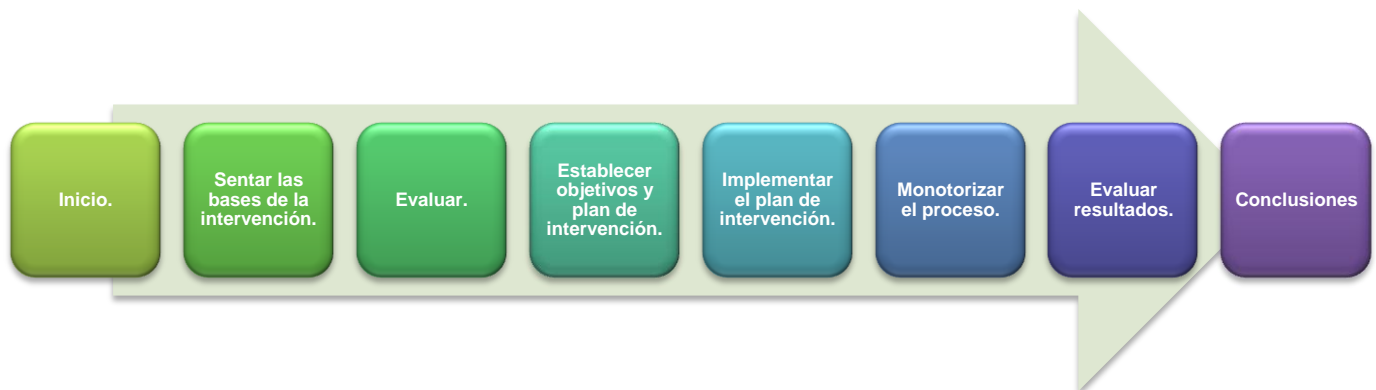 Inicio.
Sentar las
bases de la
intervención.
Evaluar.
Establecer
objetivos y
plan de
intervención.
Implementar
el plan de
intervención.
Monotorizar
el proceso.
Evaluar
resultados.
Conclusiones